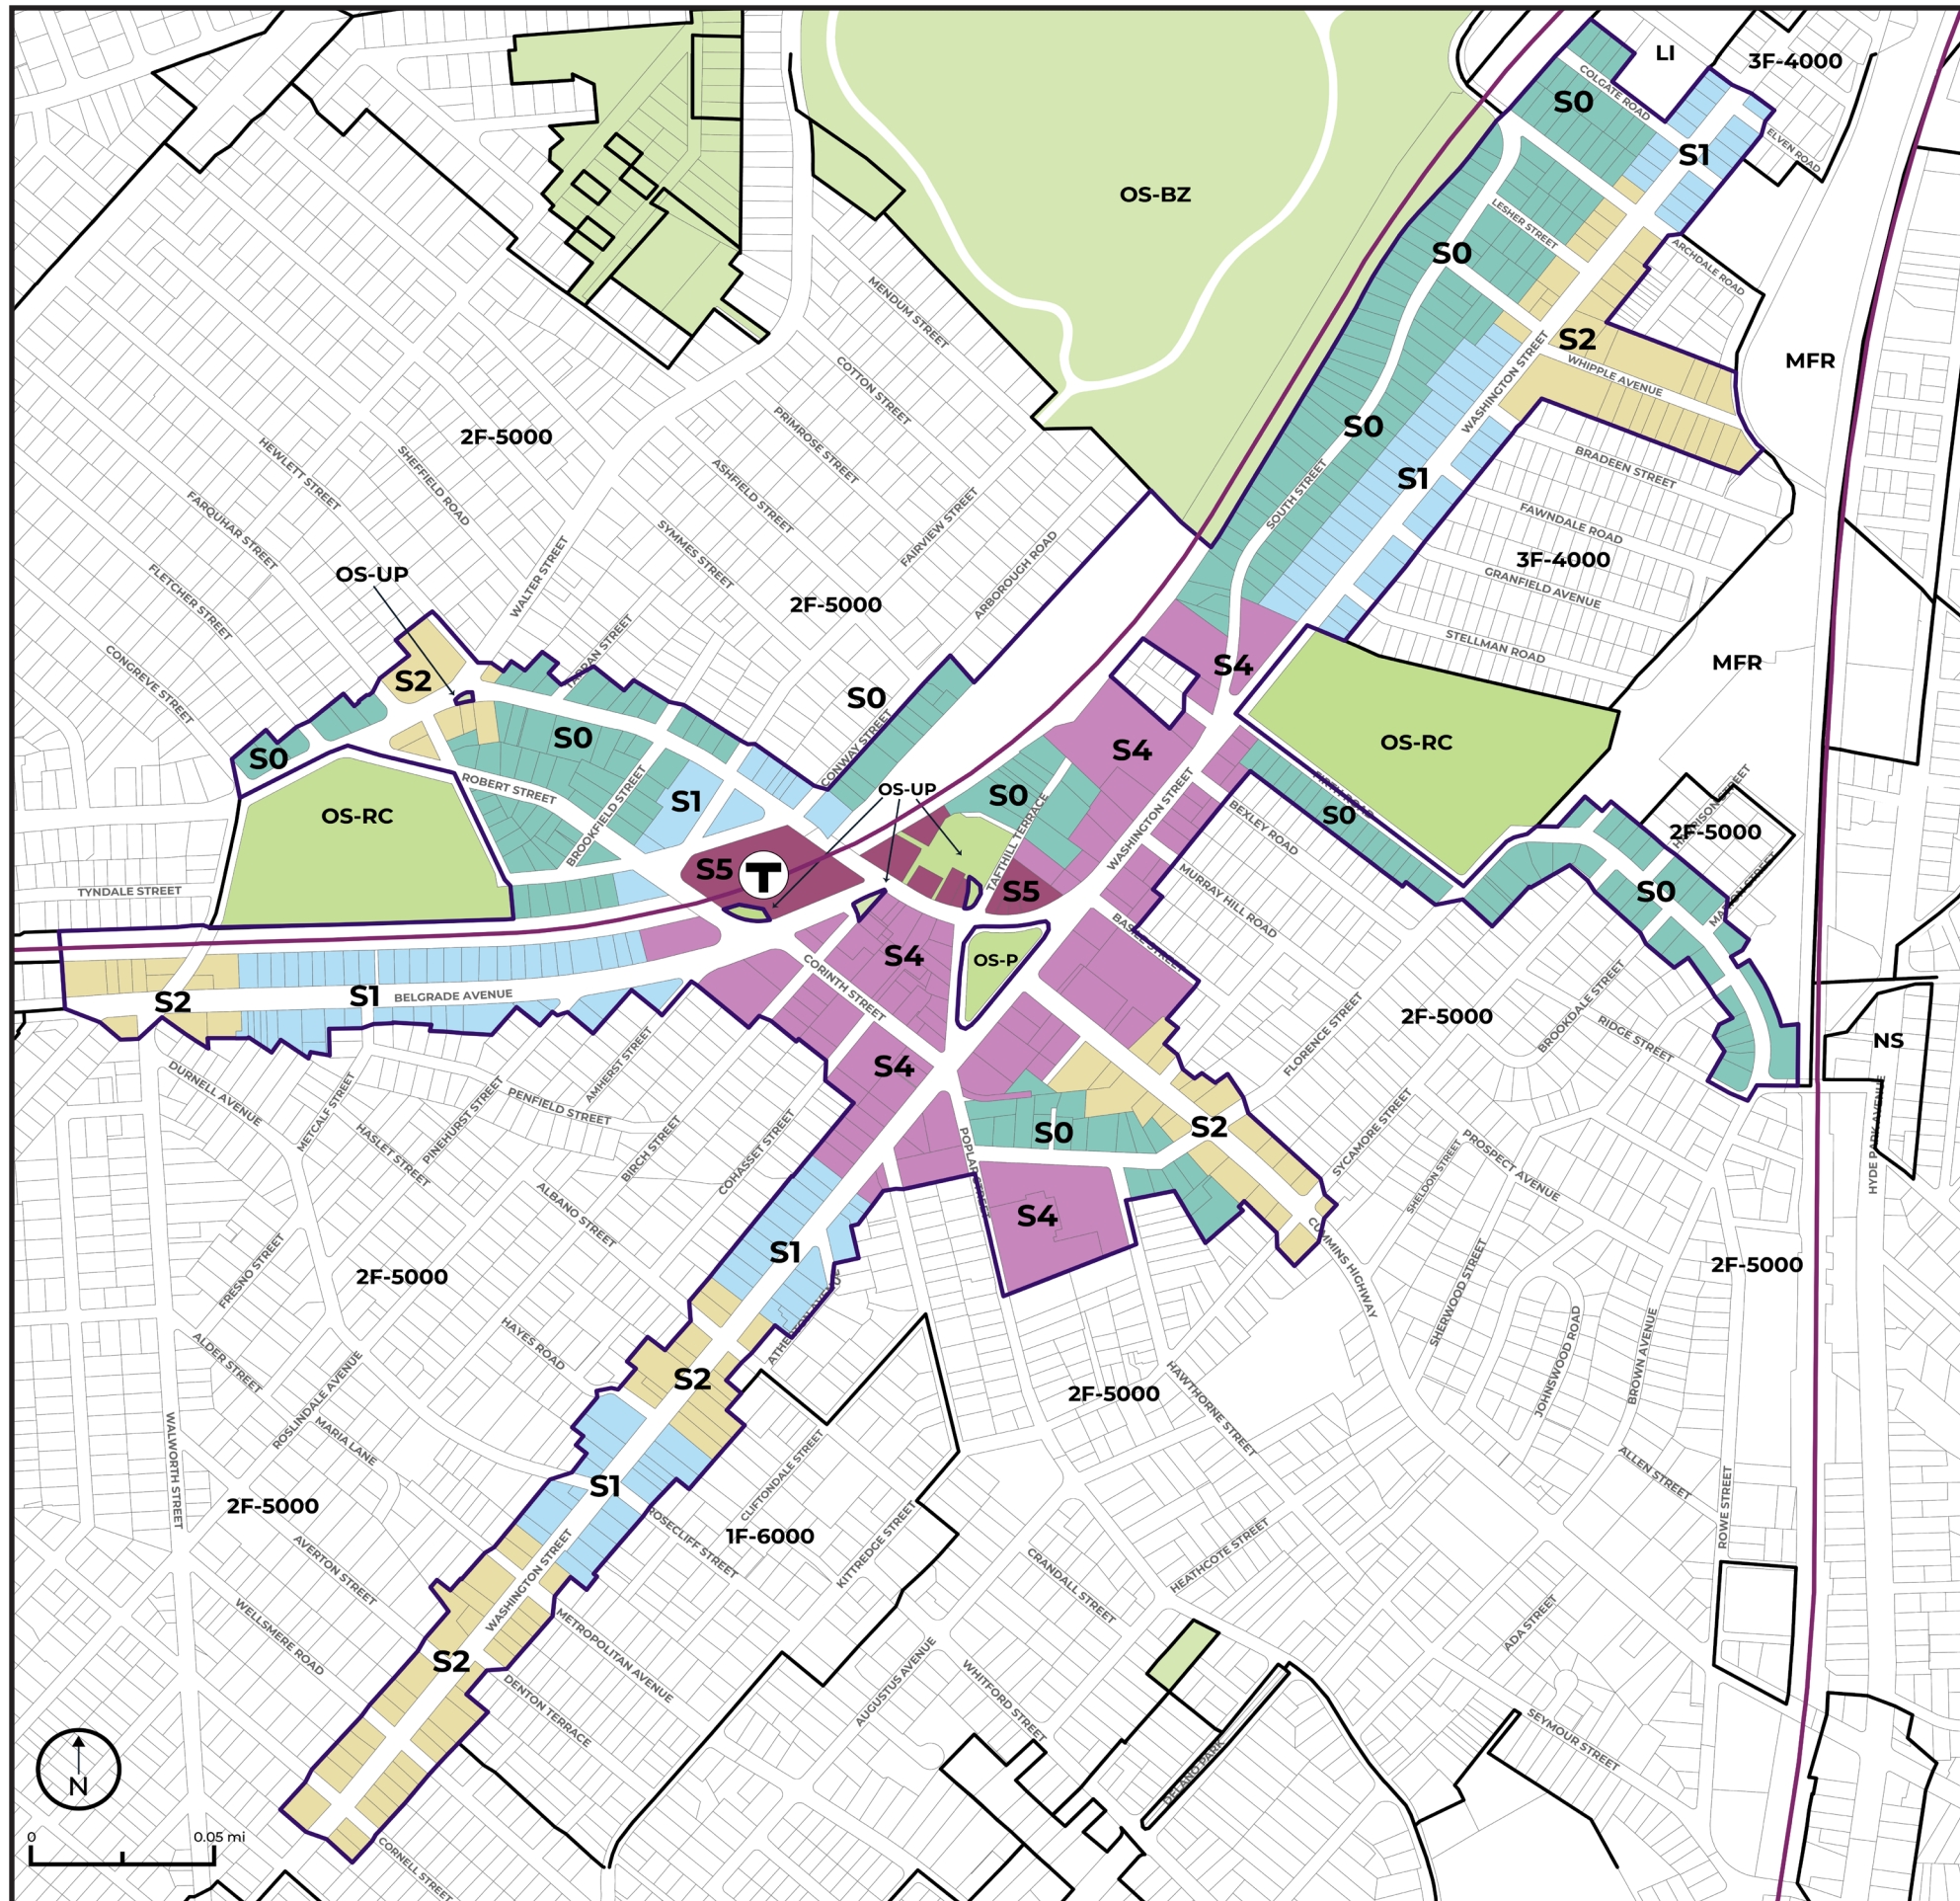 LI
3F-4000
COLGATE ROAD
S0
ELVEN ROAD
S1
OS-BZ
LESHER STREET
S0
ARCHDALE ROAD
MENDUM STREET
S2
WASHINGTON STREET
WHIPPLE AVENUE
MFR
COTTON STREET
PRIMROSE STREET
2F-5000
HEWLETT STREET
SHEFFIELD ROAD
S0
ASHFIELD STREET
BRADEEN STREET
S1
SOUTH STREET
FARQUHAR STREET
SYMMES STREET
FAIRVIEW STREET
FAWNDALE ROAD
3F-4000
WALTER STREET
ARBOROUGH ROAD
OS-UP
GRANFIELD AVENUE
FLETCHER STREET
2F-5000
STELLMAN ROAD
MFR
S4
CONGREVE STREET
S2
S0
CONWAY STREET
S0
S0
S4
OS-RC
ROBERT STREET
OS-UP
S1
S0
TAFTHILL TERRACE
WASHINGTON STREET
FIRTH ROAD
S0
BEXLEY ROAD
2F-5000
OS-RC
BROOKFIELD STREET
S5
T
S5
TYNDALE STREET
MURRAY HILL ROAD
S0
S4
OS-P
CORINTH STREET
S2
S1
BELGRADE AVENUE
FLORENCE STREET
2F-5000
BROOKDALE STREET
RIDGE STREET
NS
S4
DURNELL AVENUE
METCALF STREET
PINEHURST STREET
AMHERST STREET
PENFIELD STREET
HASLET STREET
BIRCH STREET
COHASSET STREET
S0
S2
SYCAMORE STREET
SHELDON STREET
PROSPECT AVENUE
HYDE PARK AVENUE
ALBANO STREET
S4
CUMMINS HIGHWAY
S1
FRESNO STREET
2F-5000
2F-5000
SHERWOOD STREET
JOHNSWOOD ROAD
BROWN AVENUE
HAYES ROAD
ALDER STREET
S2
2F-5000
HAWTHORNE STREET
ROSLINDALE AVENUE
MARIA LANE
WALWORTH STREET
CLIFTONDALE STREET
S1
2F-5000
1F-6000
ROSECLIFF STREET
KITTREDGE STREET
ALLEN STREET
ROWE STREET
AVERTON STREET
WASHINGTON STREET
CRANDALL STREET
HEATHCOTE STREET
WELLSMERE ROAD
METROPOLITAN AVENUE
ADA STREET
S2
DENTON TERRACE
AUGUSTUS AVENUE
WHITFORD STREET
DELANO PARK
SEYMOUR STREET
N
0 0.05 mi
CORNELL STREET